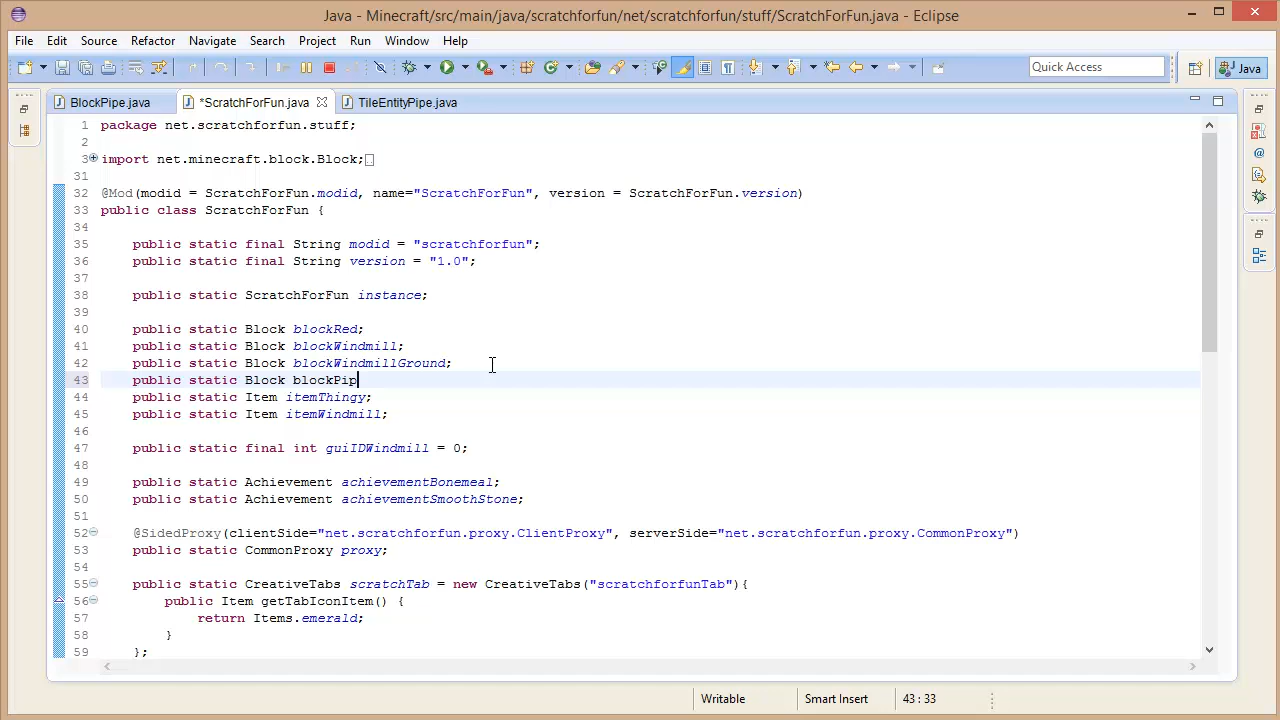 Java - Minecraft/src/main/java/scratchforfun/net/scratchforfun/stuff/ScratchForFun.java - Eclipse
File Edit Source Refactor Navigate Search Project Run Window Help
Quick Access
Java
BlockPipe.java
*ScratchForFun.java
TileEntityPipe.java
1 package net.scratchforfun.stuff;
2
3 import net.minecraft.block.Block;
31
32 @Mod(modid = ScratchForFun.modid, name="ScratchForFun", version = ScratchForFun.version)
33 public class ScratchForFun {
34
35 public static final String modid = "scratchforfun";
36 public static final String version = "1.0";
37
38 public static ScratchForFun instance;
39
40 public static Block blockRed;
41 public static Block blockWindmill;
42 public static Block blockWindmillGround;
43 public static Block blockPip
44 public static Item itemThingy;
45 public static Item itemWindmill;
46
47 public static final int guiIDWindmill = 0;
48
49 public static Achievement achievementBonemeal;
50 public static Achievement achievementSmoothStone;
51
52 @SidedProxy(clientSide="net.scratchforfun.proxy.ClientProxy", serverSide="net.scratchforfun.proxy.CommonProxy")
53 public static CommonProxy proxy;
54
55 public static CreativeTabs scratchTab = new CreativeTabs("scratchforfunTab"){
56 public Item getTabIconItem() {
57 return Items.emerald;
58 }
59 };
Writable Smart Insert 43 : 33